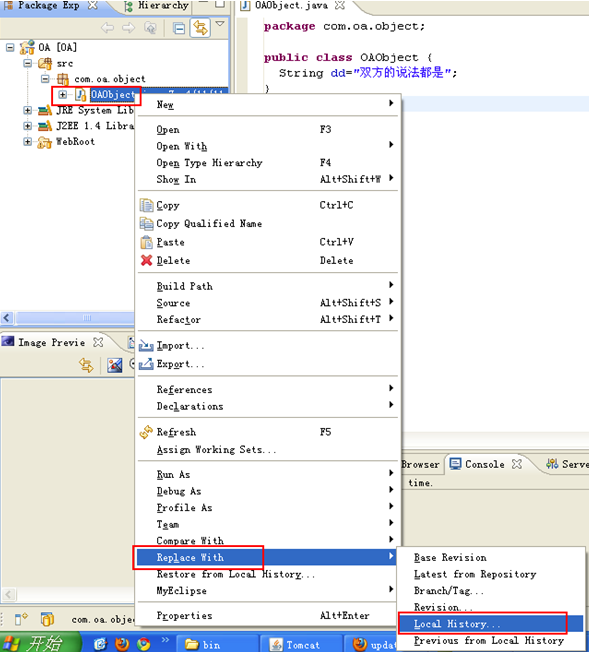 Package Exp
Hierarchy
OAObject.java
OA [OA]
src
com.oa.object
OAObject
JRE System Lib
J2EE 1.4 Libra
WebRoot
package com.oa.object;
public class OAObject {
String dd="双方的说法都是";
}
New
Open F3
Open With
Open Type Hierarchy F4
Show In Alt+Shift+W
Copy Ctrl+C
Copy Qualified Name
Paste Ctrl+V
Delete Delete
Build Path
Source Alt+Shift+S
Refactor Alt+Shift+T
Import...
Export...
References
Declarations
Refresh F5
Assign Working Sets...
Run As
Debug As
Profile As
Team
Compare With
Replace With
Restore from Local History...
MyEclipse
Properties Alt+Enter
Base Revision
Latest from Repository
Branch/Tag...
Revision...
Local History...
Previous from Local History
Image Previe
Browser
Console
Serve
time.
com.oa.objec
开始
bin
Tomcat
updat